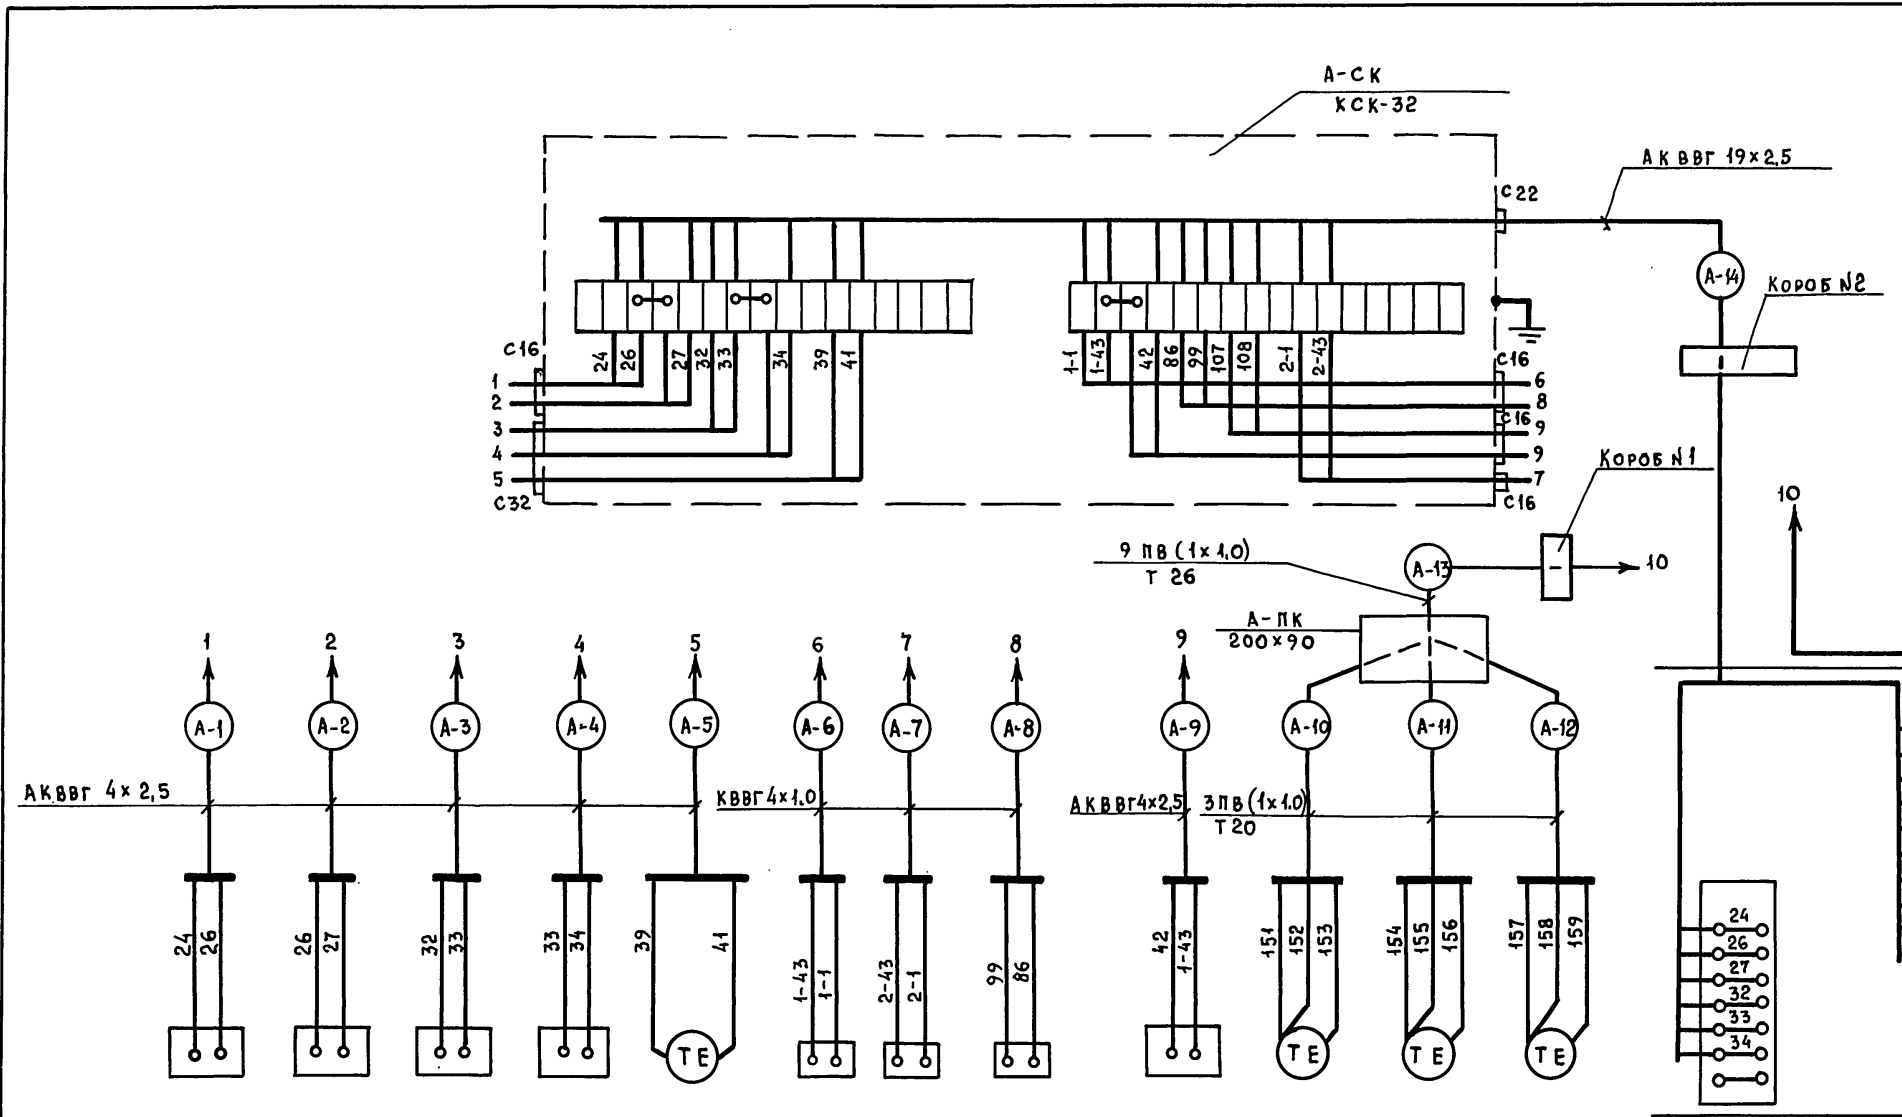 А-СК
КСК-32
АКВВГ 19×2,5
С22
А-14
КОРОБ №2
С16
24 26 27 32 33 34 39 41
1-1 1-43 42 86 99 107 108 2-1 2-43
С16
1
2
3
4
5
С32
6
8
С16
9
9
7
С16
КОРОБ №1
10
9 ПВ (1×1,0)
Т 26
А-13
10
А-ПК
200×90
1 2 3 4 5 6 7 8 9
А-1 А-2 А-3 А-4 А-5 А-6 А-7 А-8 А-9 А-10 А-11 А-12
АКВВГ 4×2,5
КВВГ4×1.0
АКВВГ4×2,5
3ПВ(1×1.0)
Т20
24 26
26 27
32 33
33 34
39 41
1-43 1-1
2-43 2-1
99 86
42 1-43
151 152 153
154 155 156
157 158 159
ТЕ
ТЕ
ТЕ
ТЕ
24
26
27
32
33
34